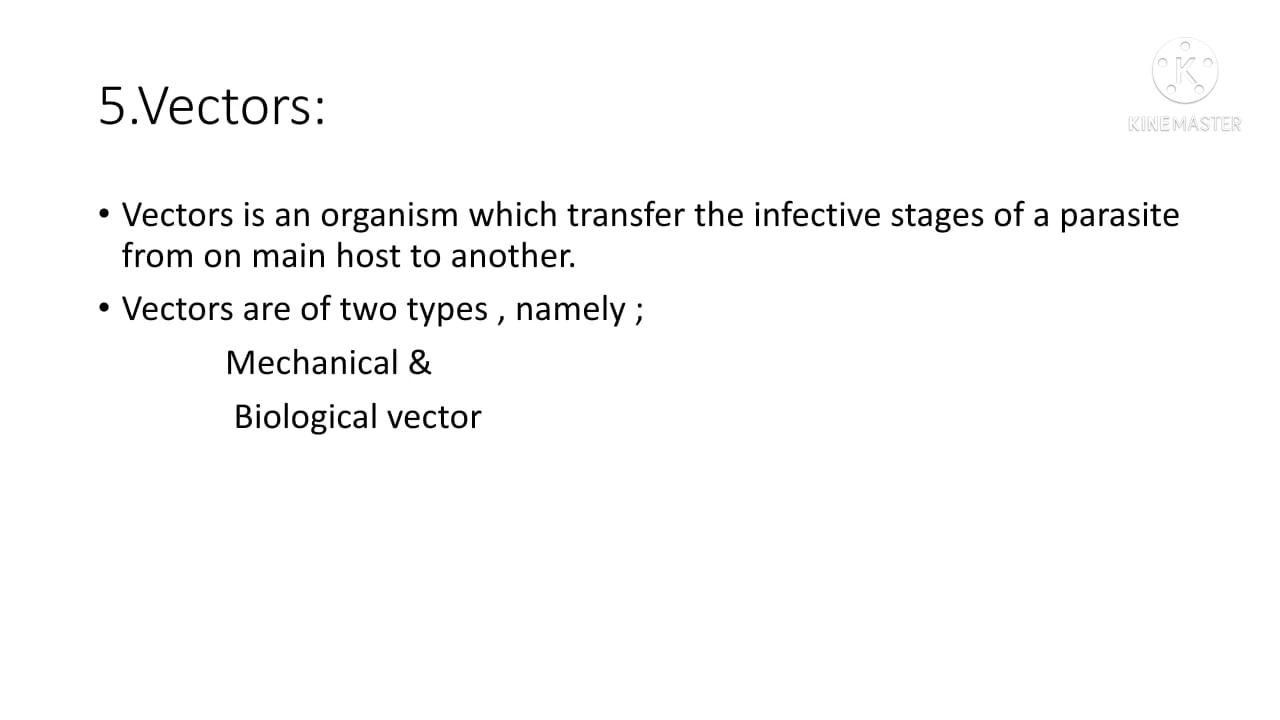 5.Vectors:
KINEMASTER
• Vectors is an organism which transfer the infective stages of a parasite
from on main host to another.
• Vectors are of two types , namely ;
Mechanical &
Biological vector